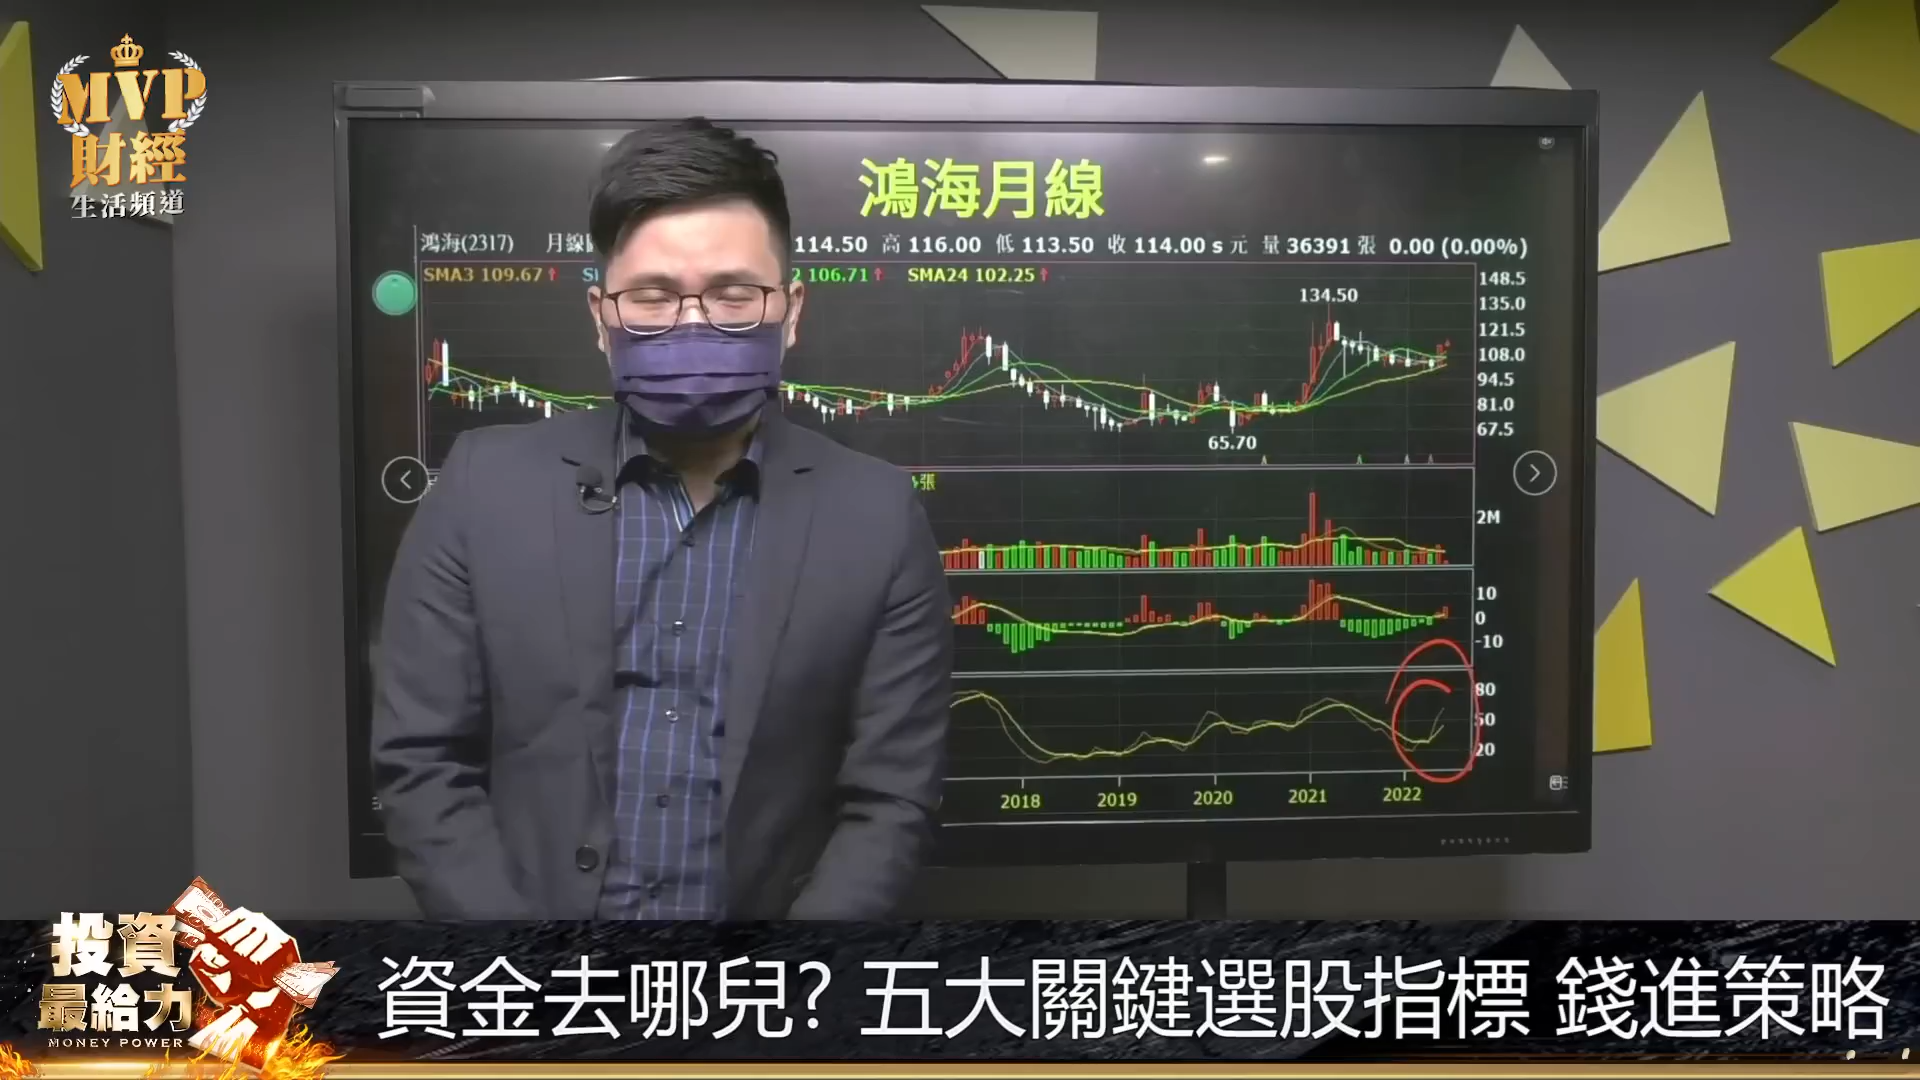 MVP
財經
生活頻道
鴻海月線
鴻海(2317) 月線 114.50 高 116.00 低 113.50 收 114.00 s 元 量 36391 張 0.00 (0.00%)
SMA3 109.67↑ 2 106.71↑ SMA24 102.25↑
148.5
134.50
135.0
121.5
108.0
94.5
81.0
67.5
65.70
張
2M
10
0
-10
80
50
20
2018 2019 2020 2021 2022
投資
最給力
MONEY POWER
資金去哪兒? 五大關鍵選股指標 錢進策略